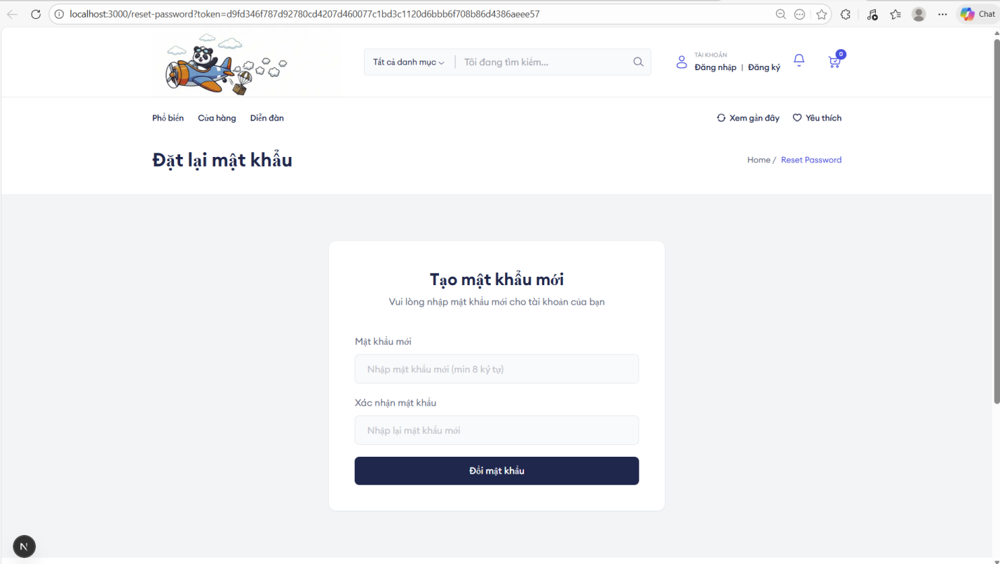 localhost:3000/reset-password?token=d9fd346f787d92780cd4207d460077c1bd3c1120d6bbb6f708b86d4386aeee57
Chat
Tất cả danh mục
Tôi đang tìm kiếm...
TÀI KHOẢN
Đăng nhập | Đăng ký
0
Phổ biến
Cửa hàng
Diễn đàn
Xem gần đây
Yêu thích
Đặt lại mật khẩu
Home / Reset Password
Tạo mật khẩu mới
Vui lòng nhập mật khẩu mới cho tài khoản của bạn
Mật khẩu mới
Nhập mật khẩu mới (min 8 ký tự)
Xác nhận mật khẩu
Nhập lại mật khẩu mới
Đổi mật khẩu
N